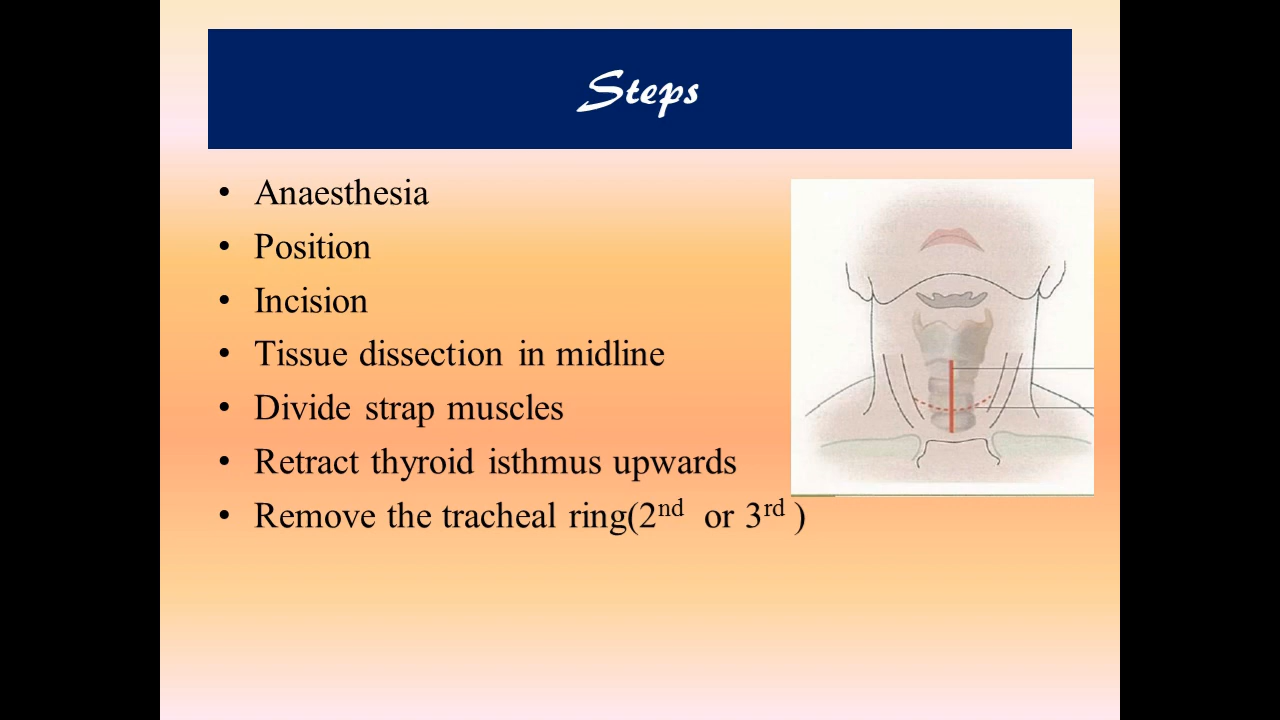 Steps
• Anaesthesia
• Position
• Incision
• Tissue dissection in midline
• Divide strap muscles
• Retract thyroid isthmus upwards
• Remove the tracheal ring(2nd or 3rd )